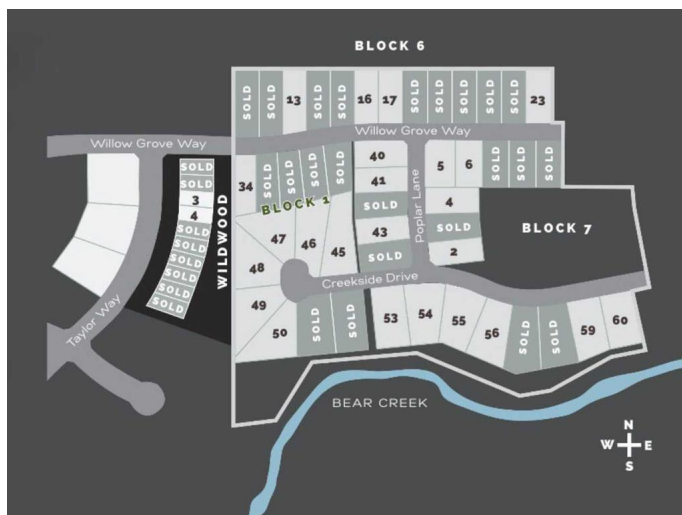 BLOCK 6
SOLD
SOLD
13
SOLD
SOLD
16
17
SOLD
SOLD
SOLD
SOLD
SOLD
23
Willow Grove Way
Willow Grove Way
SOLD
SOLD
3
4
SOLD
SOLD
SOLD
SOLD
SOLD
SOLD
WILDWOOD
34
SOLD
SOLD
SOLD
SOLD
BLOCK 1
40
41
SOLD
43
SOLD
Poplar Lane
5
6
SOLD
SOLD
SOLD
4
SOLD
2
BLOCK 7
47
46
45
48
49
50
Creekside Drive
SOLD
SOLD
53
54
55
56
SOLD
SOLD
59
60
Taylor Way
BEAR CREEK
N
W E
S